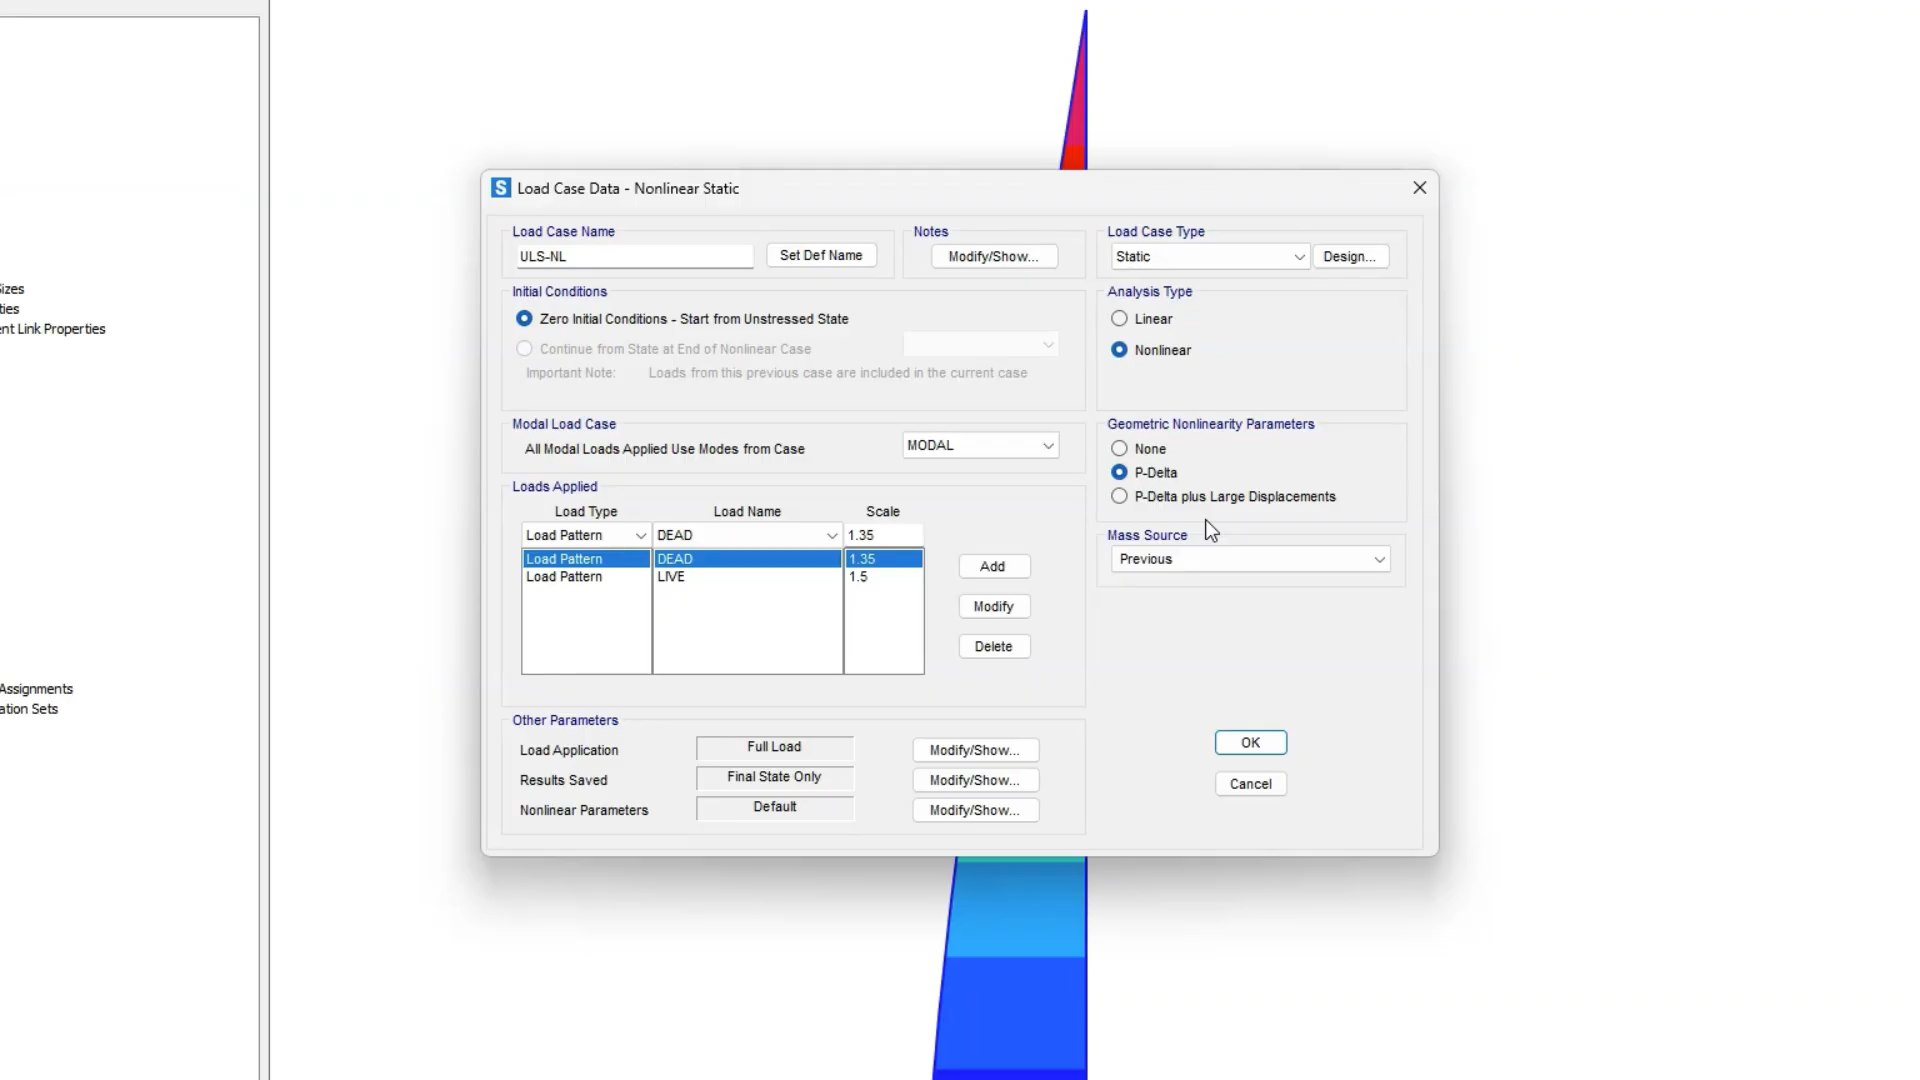 S Load Case Data - Nonlinear Static
Load Case Name
ULS-NL
Set Def Name
Notes
Modify/Show...
Load Case Type
Static
Design...
Initial Conditions
Zero Initial Conditions - Start from Unstressed State
Continue from State at End of Nonlinear Case
Important Note: Loads from this previous case are included in the current case
Analysis Type
Linear
Nonlinear
Modal Load Case
All Modal Loads Applied Use Modes from Case
MODAL
Geometric Nonlinearity Parameters
None
P-Delta
P-Delta plus Large Displacements
Loads Applied
Load Type Load Name Scale
Load Pattern DEAD 1.35
Load Pattern DEAD 1.35
Load Pattern LIVE 1.5
Add
Modify
Delete
Mass Source
Previous
Other Parameters
Load Application Full Load Modify/Show...
Results Saved Final State Only Modify/Show...
Nonlinear Parameters Default Modify/Show...
OK
Cancel
izes
ties
ent Link Properties
Assignments
ation Sets